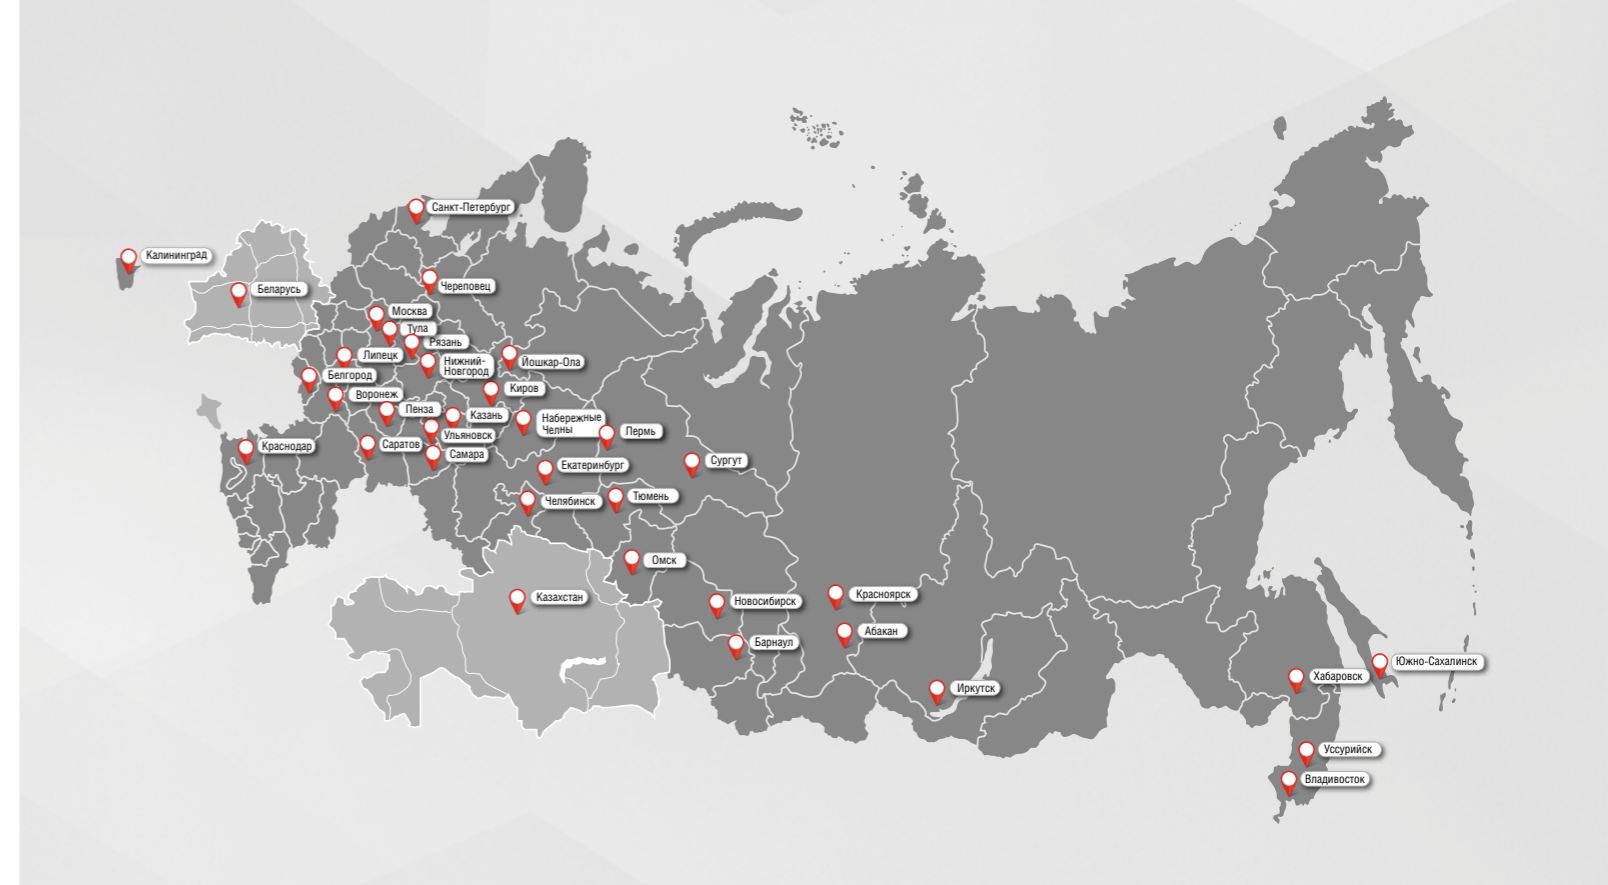 Санкт-Петербург
Калининград
Беларусь
Череповец
Москва
Тула
Рязань
Липецк
Нижний-
Новгород
Йошкар-Ола
Белгород
Киров
Воронеж
Пенза
Казань
Набережные
Челны
Пермь
Ульяновск
Краснодар
Саратов
Самара
Екатеринбург
Сургут
Челябинск
Тюмень
Омск
Казахстан
Новосибирск
Красноярск
Абакан
Барнаул
Иркутск
Южно-Сахалинск
Хабаровск
Уссурийск
Владивосток